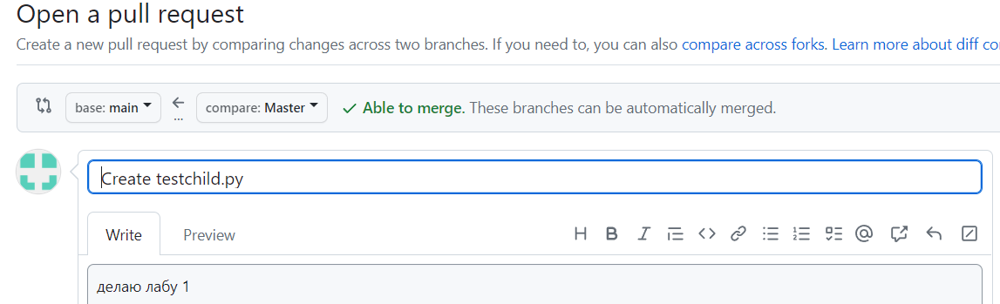 Open a pull request
Create a new pull request by comparing changes across two branches. If you need to, you can also compare across forks. Learn more about diff co
base: main ... compare: Master Able to merge. These branches can be automatically merged.
Create testchild.py
Write Preview H B I @
делаю лабу 1